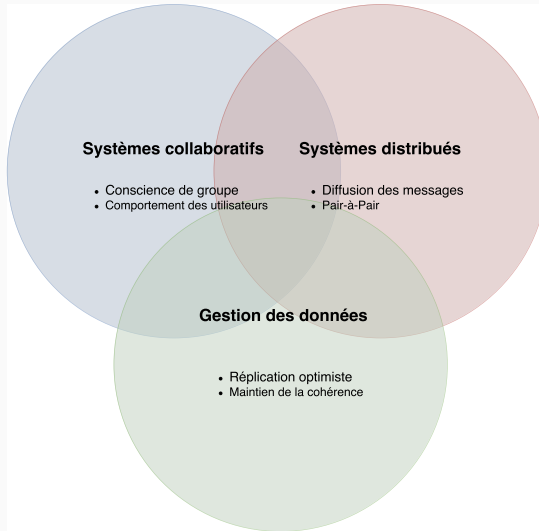 Systèmes collaboratifs
• Conscience de groupe
• Comportement des utilisateurs
Systèmes distribués
• Diffusion des messages
• Pair-à-Pair
Gestion des données
• Réplication optimiste
• Maintien de la cohérence